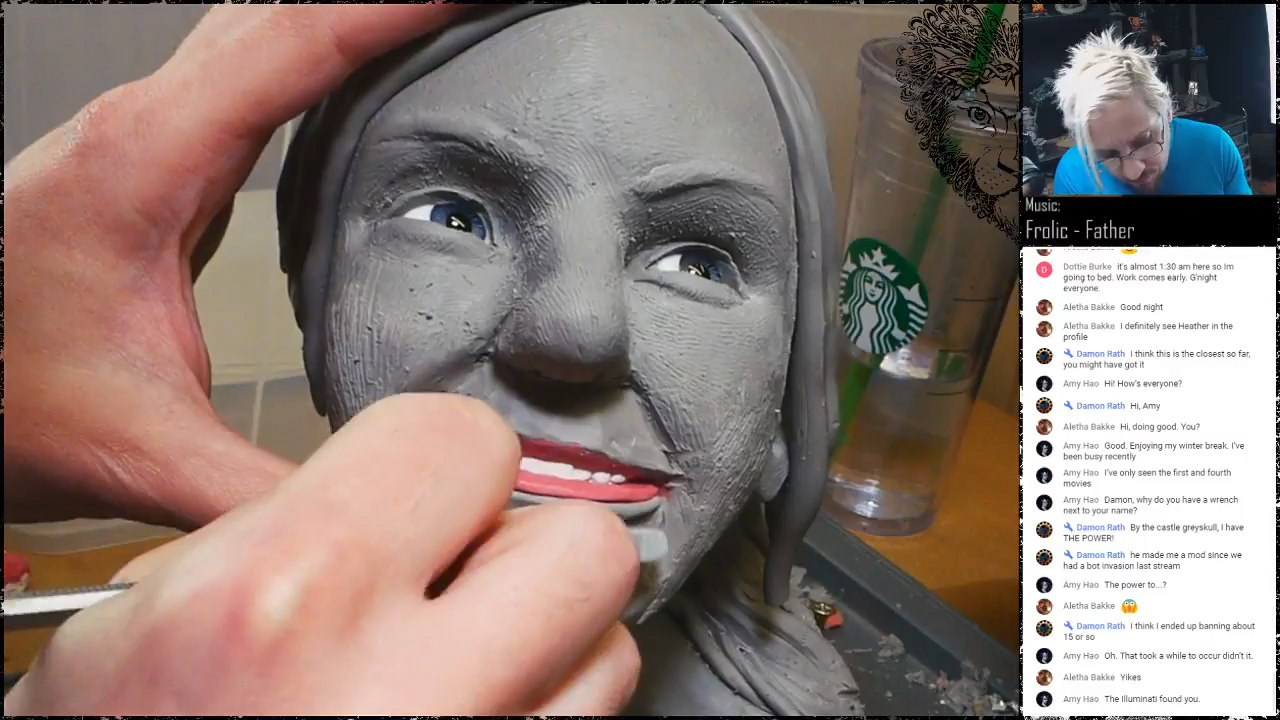 Music:
Frolic - Father
Dottie Burke it's almost 1:30 am here so Im
going to bed. Work comes early. G'night
everyone.
Aletha Bakke Good night
Aletha Bakke I definitely see Heather in the
profile
Damon Rath I think this is the closest so far,
you might have got it
Amy Hao Hi! How's everyone?
Damon Rath Hi, Amy
Aletha Bakke Hi, doing good. You?
Amy Hao Good. Enjoying my winter break. I've
been busy recently
Amy Hao I've only seen the first and fourth
movies
Amy Hao Damon, why do you have a wrench
next to your name?
Damon Rath By the castle greyskull, I have
THE POWER!
Damon Rath he made me a mod since we
had a bot invasion last stream
Amy Hao The power to...?
Aletha Bakke 😱
Damon Rath I think I ended up banning about
15 or so
Amy Hao Oh. That took a while to occur didn't it.
Aletha Bakke Yikes
Amy Hao The Illuminati found you.